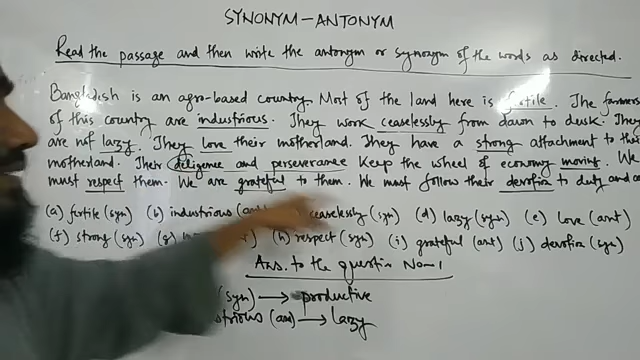 SYNONYM-ANTONYM
Read the passage and then write the antonym or synonym of the words as directed.
Bangladesh is an agro-based country. Most of the land here is fertile. The farmers
of this country are industrious. They work ceaselessly from dawn to dusk. They
are not lazy. They love their motherland. They have a strong attachment to their
motherland. Their diligence and perseverance keep the wheel of economy moving. We
must respect them. We are grateful to them. We must follow their devotion to duty and
(a) fertile (syn) (b) industrious (ant) ceaselessly (syn) (d) lazy (syn) (e) love (ant)
(f) strong (syn) (g) (h) respect (syn) (i) grateful (ant) (j) devotion (syn)
Ans. to the question No-1
(syn) → productive
(an) → lazy